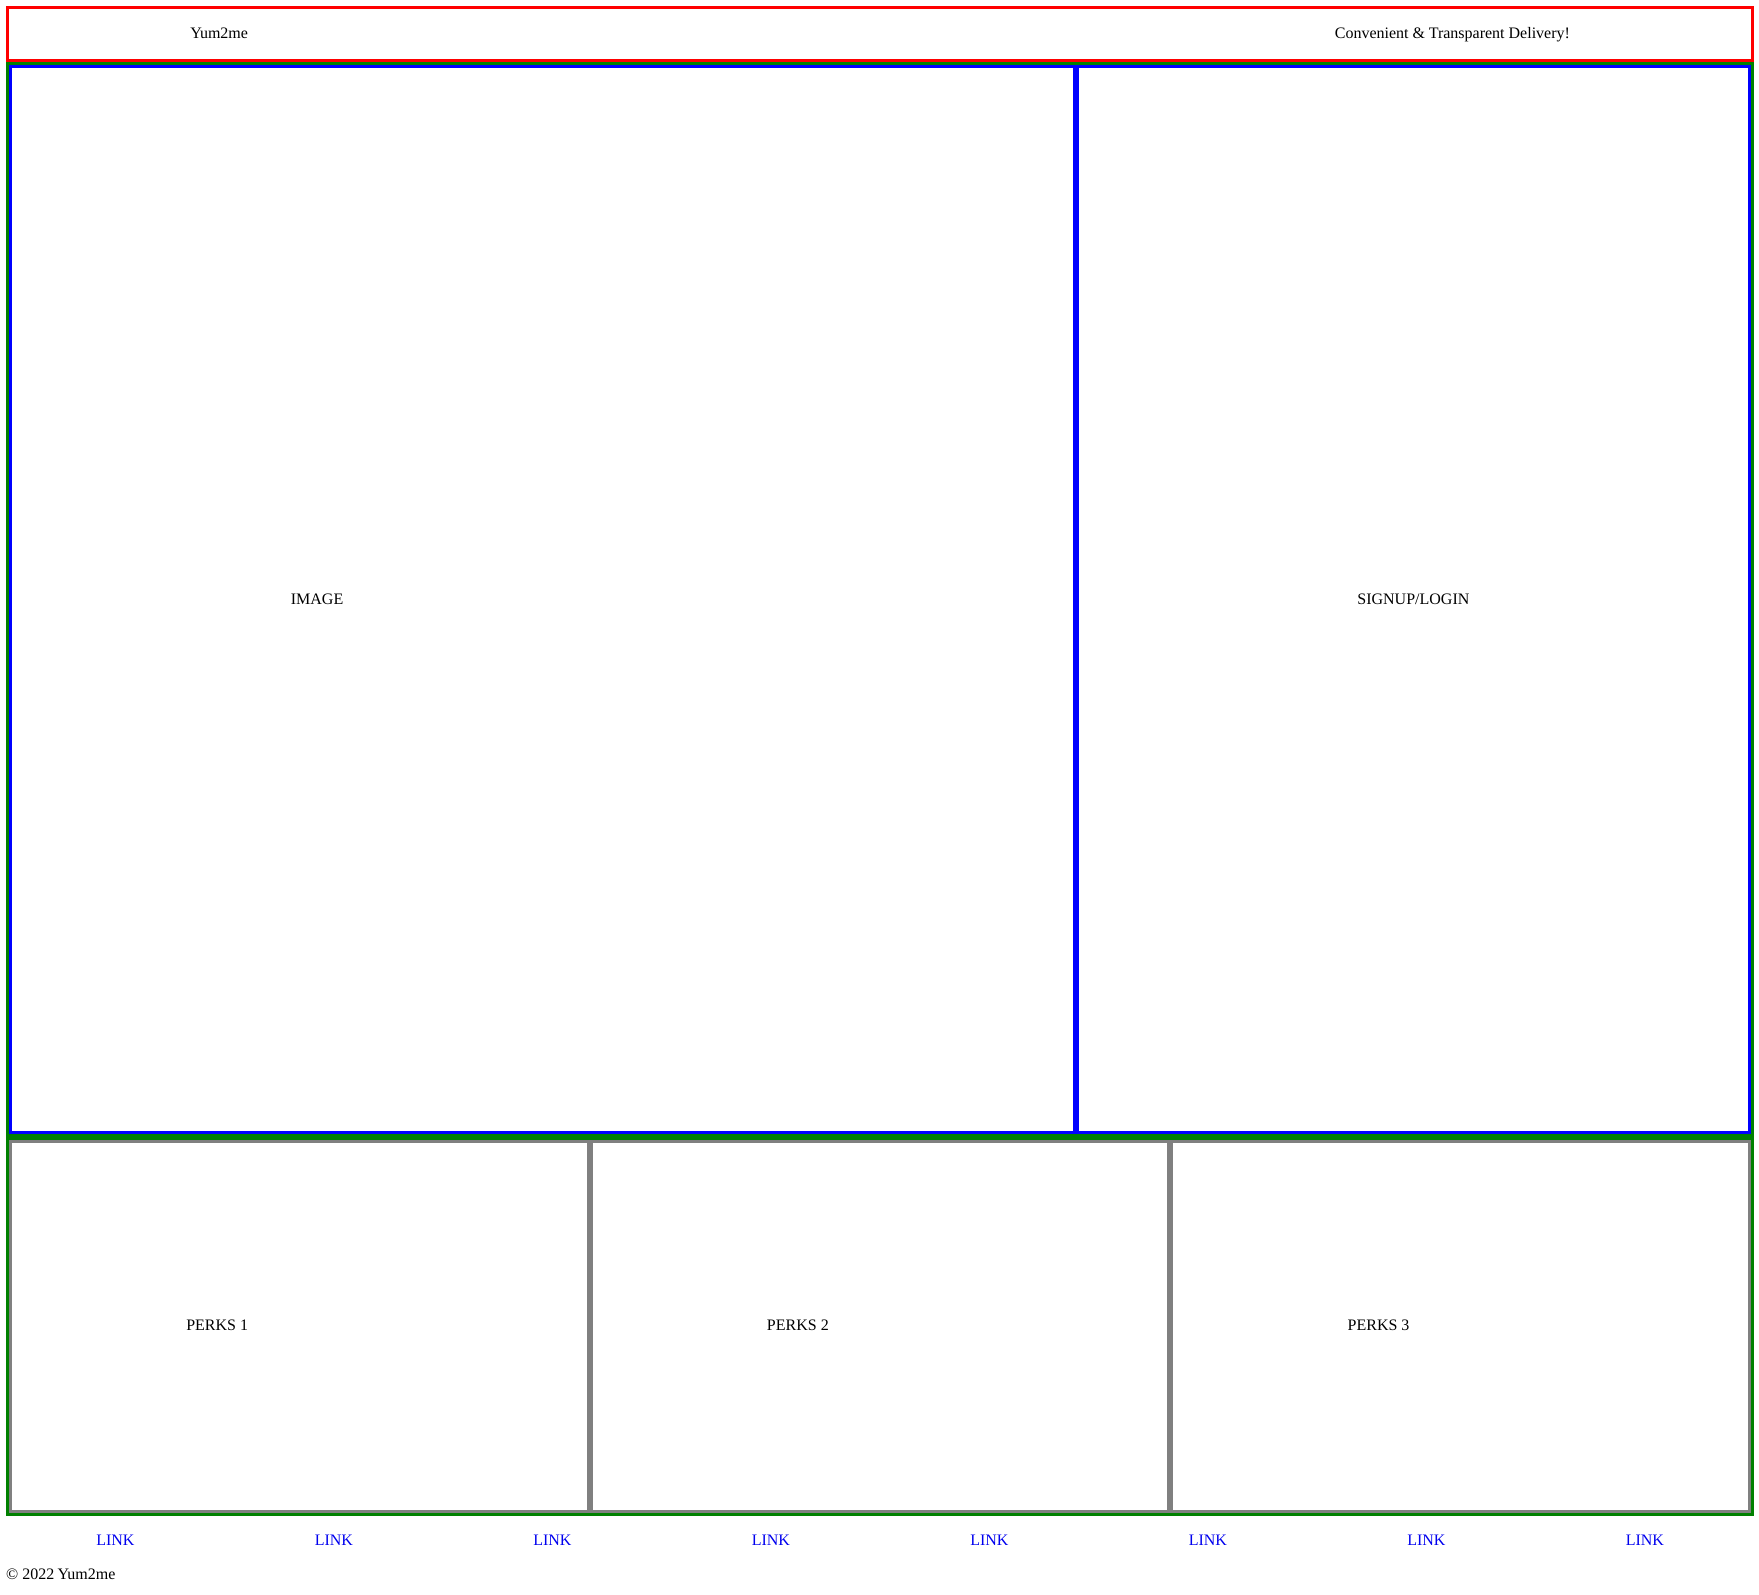 Yum2me
Convenient & Transparent Delivery!
IMAGE
SIGNUP/LOGIN
PERKS 1
PERKS 2
PERKS 3
LINK LINK LINK LINK LINK LINK LINK LINK
© 2022 Yum2me